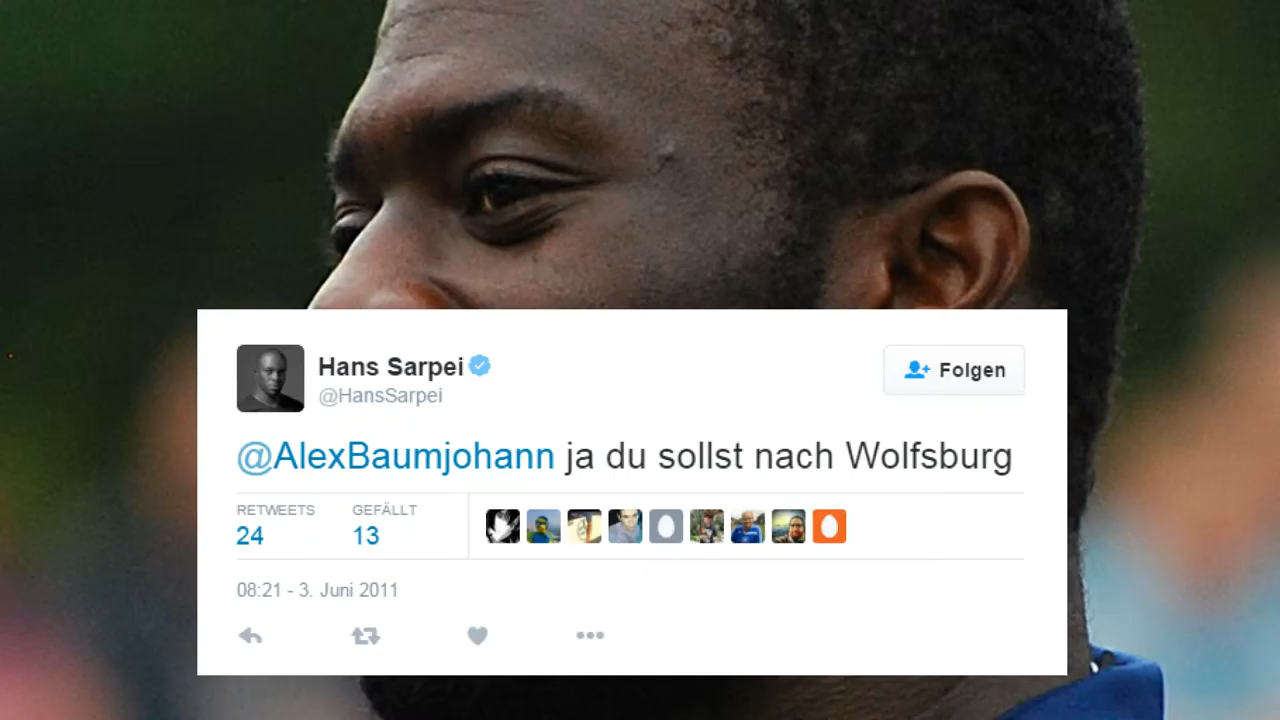 Hans Sarpei
@HansSarpei
Folgen
@AlexBaumjohann ja du sollst nach Wolfsburg
RETWEETS GEFÄLLT
24 13
08:21 - 3. Juni 2011